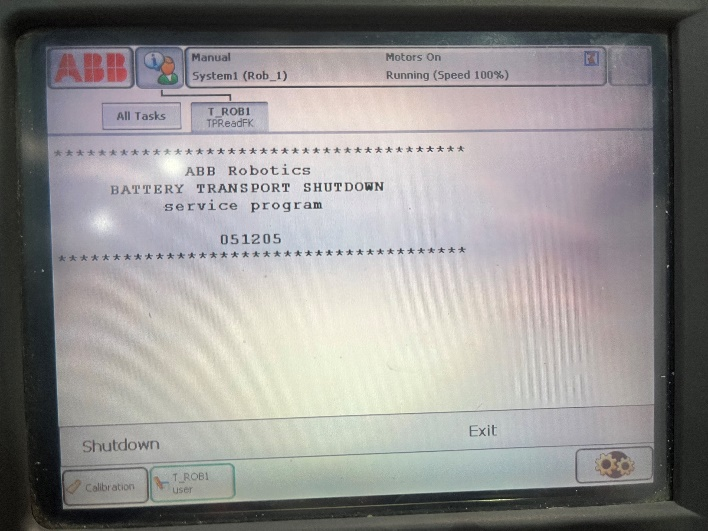 ABB
Manual
System1 (Rob_1)
Motors On
Running (Speed 100%)
All Tasks
T_ROB1
TPReadFK
***************************************
ABB Robotics
BATTERY TRANSPORT SHUTDOWN
service program
051205
***************************************
Shutdown
Exit
Calibration
T_ROB1
user